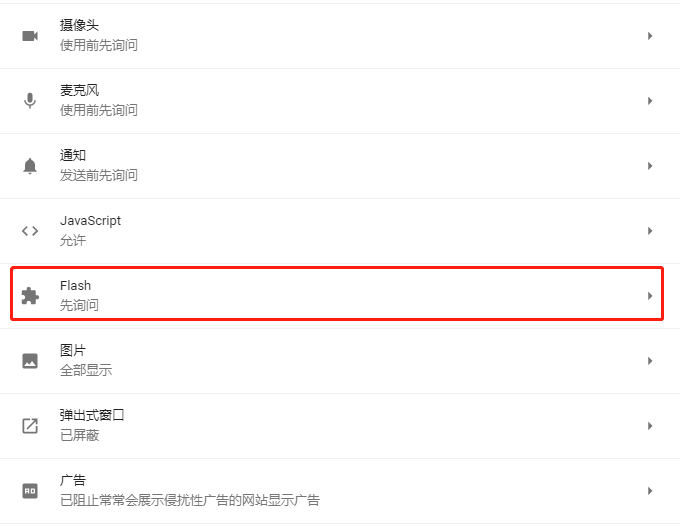 摄像头
使用前先询问
麦克风
使用前先询问
通知
发送前先询问
JavaScript
允许
Flash
先询问
图片
全部显示
弹出式窗口
已屏蔽
广告
已阻止常常会展示侵扰性广告的网站显示广告